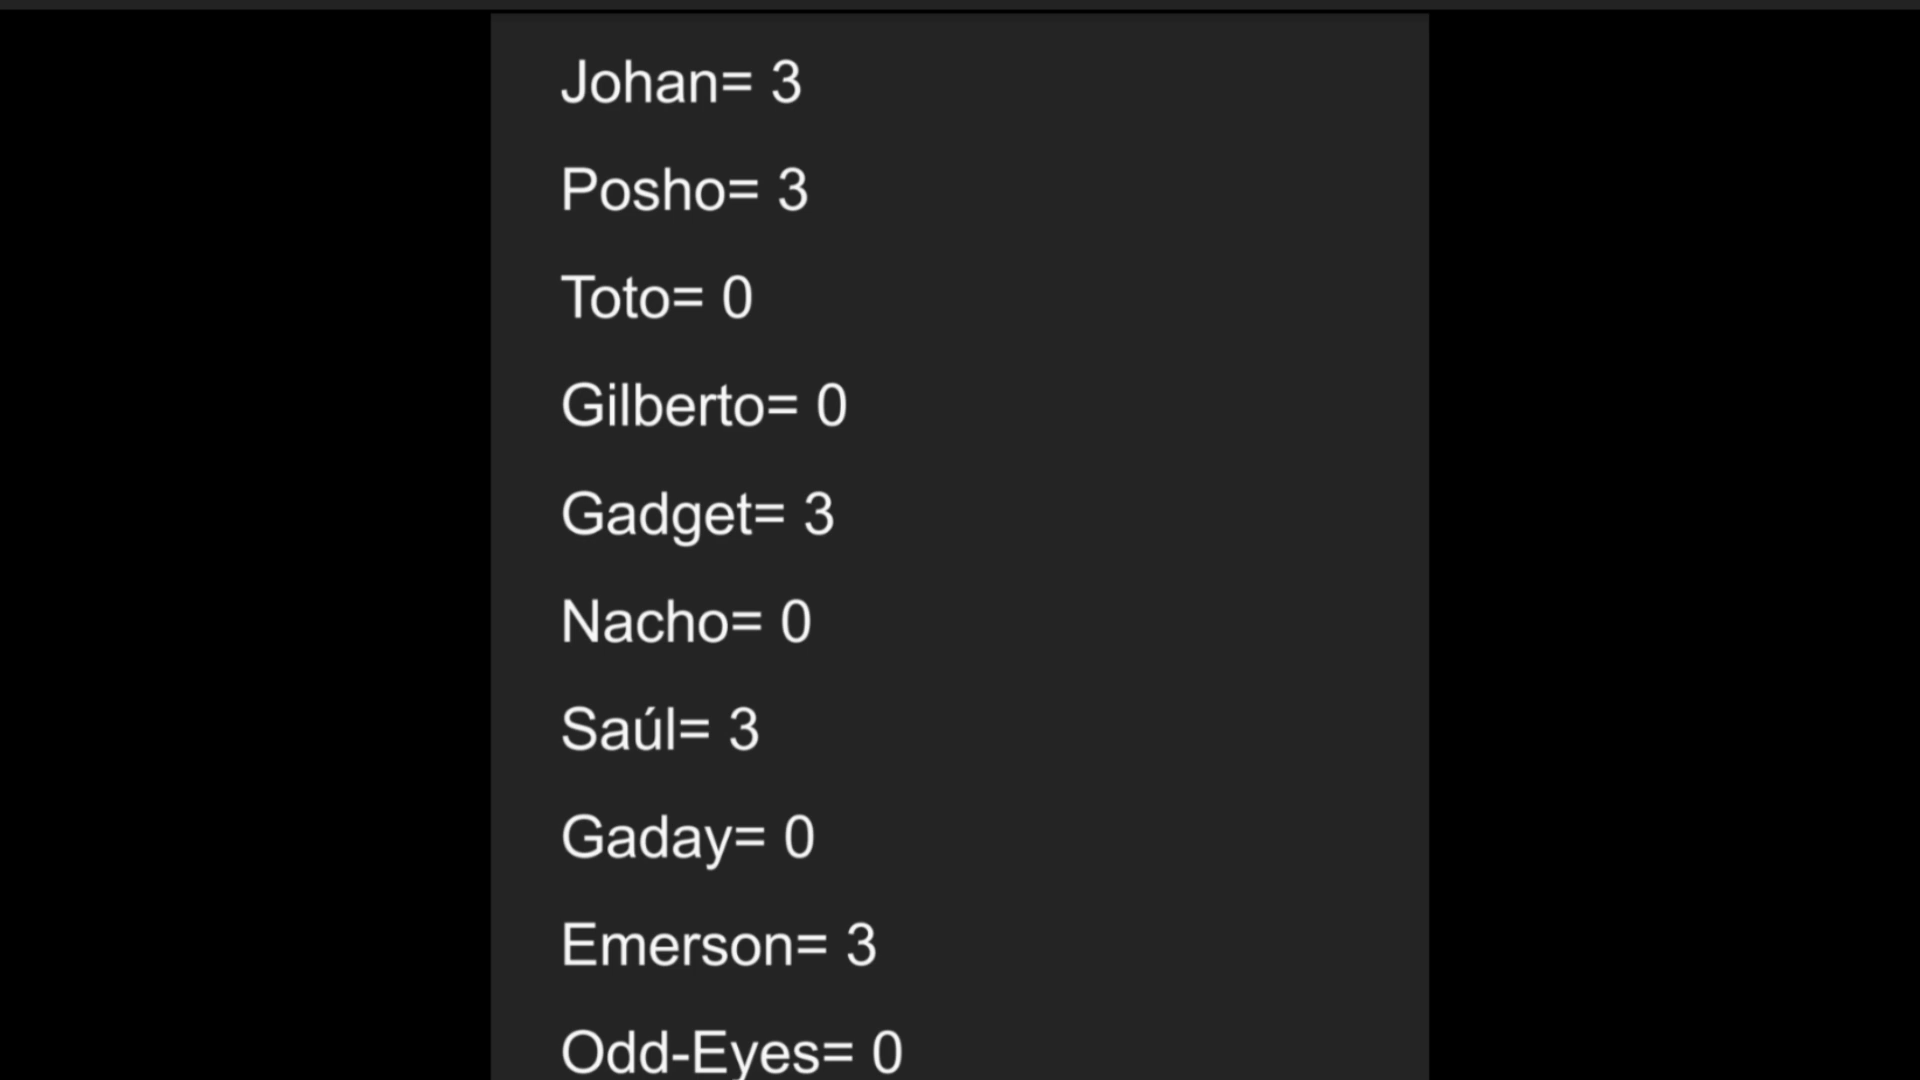 Johan= 3
Posho= 3
Toto= 0
Gilberto= 0
Gadget= 3
Nacho= 0
Saúl= 3
Gaday= 0
Emerson= 3
Odd-Eyes= 0